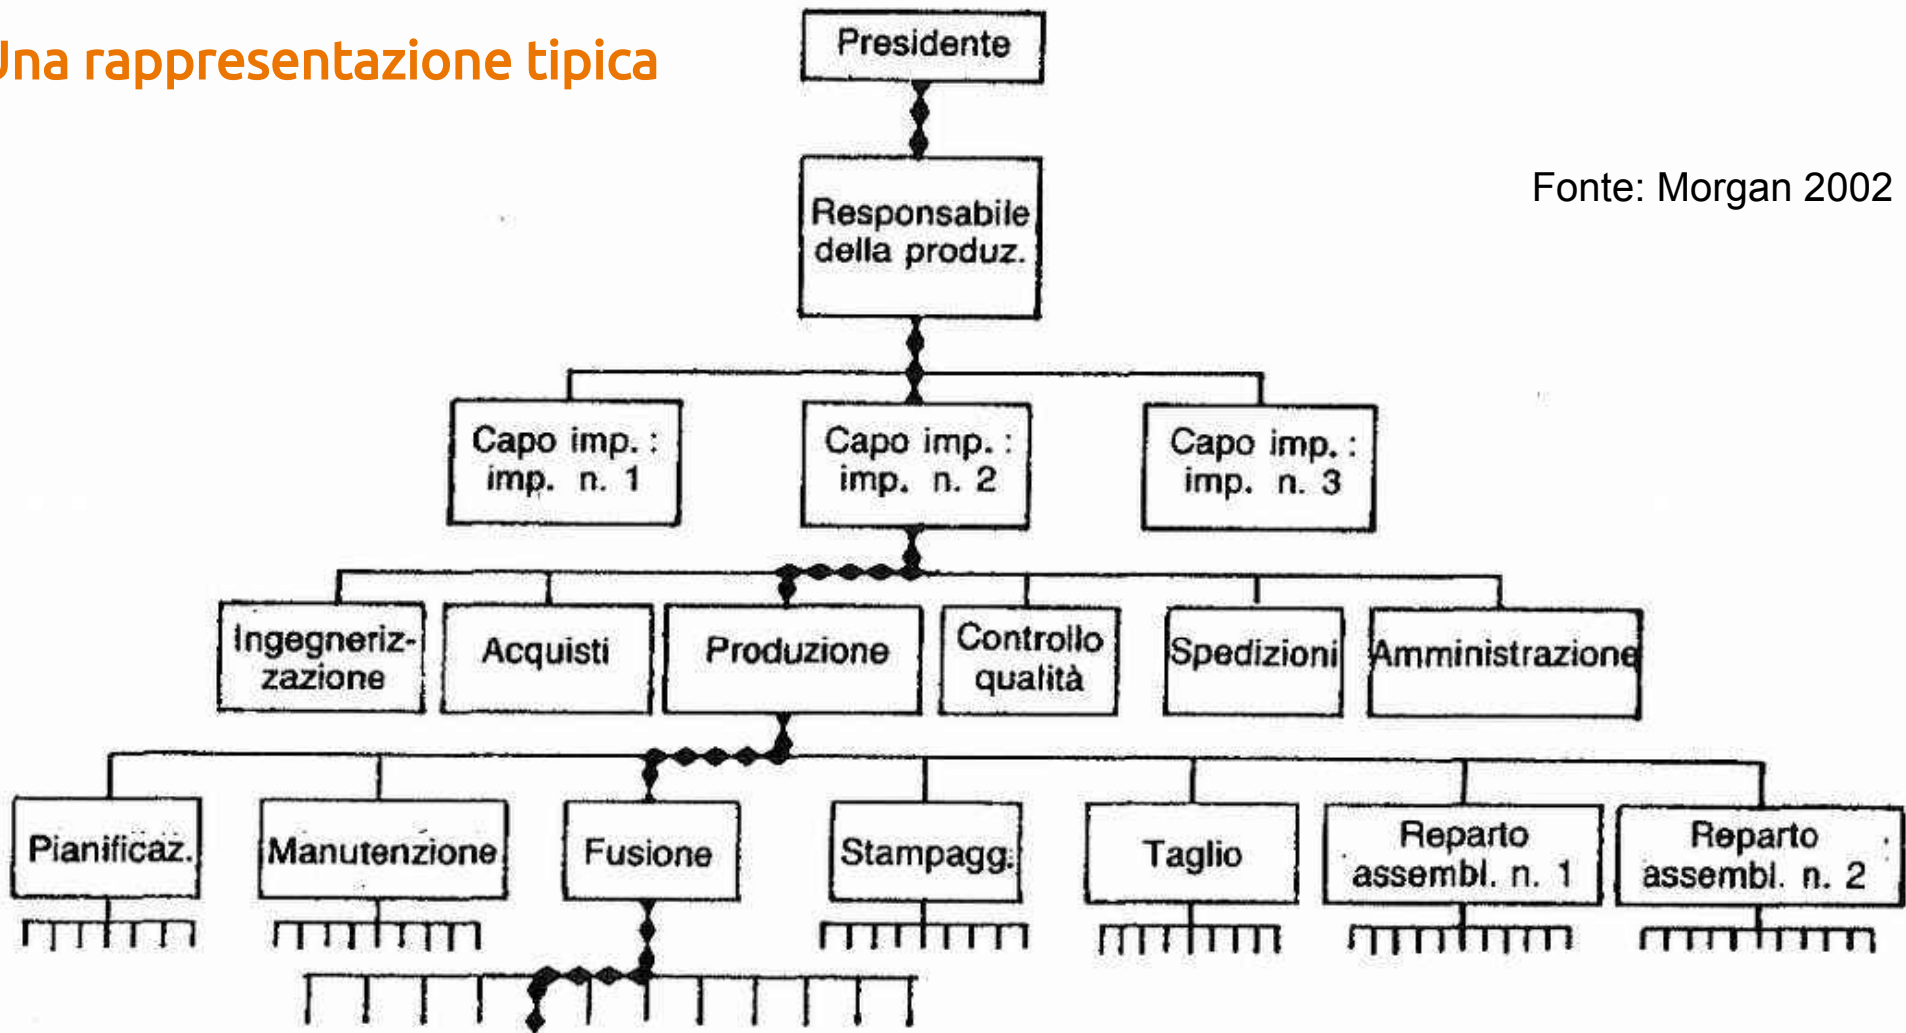 Una rappresentazione tipica
Presidente
Fonte: Morgan 2002
Responsabile
della produz.
Capo imp. :
imp. n. 1
Capo imp. :
imp. n. 2
Capo imp. :
imp. n. 3
Ingegneriz-
zazione
Acquisti
Produzione
Controllo
qualità
Spedizioni
Amministrazione
Pianificaz.
Manutenzione
Fusione
Stampagg.
Taglio
Reparto
assembl. n. 1
Reparto
assembl. n. 2